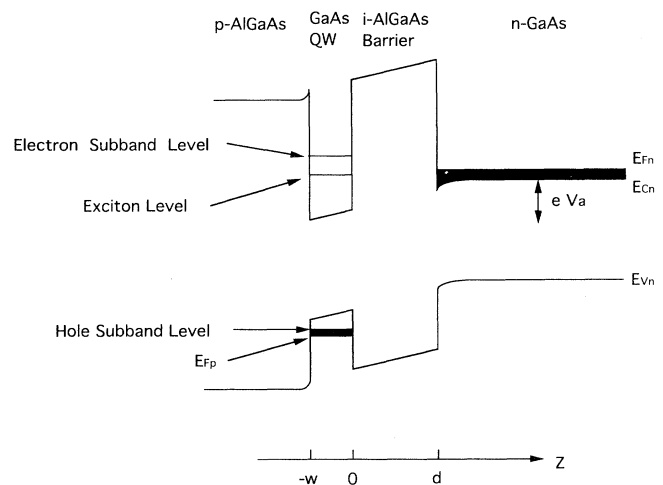 p-AlGaAs
GaAs
QW
i-AlGaAs
Barrier
n-GaAs
Electron Subband Level
Exciton Level
EFn
ECn
e Va
EVn
Hole Subband Level
EFp
-w
0
d
Z